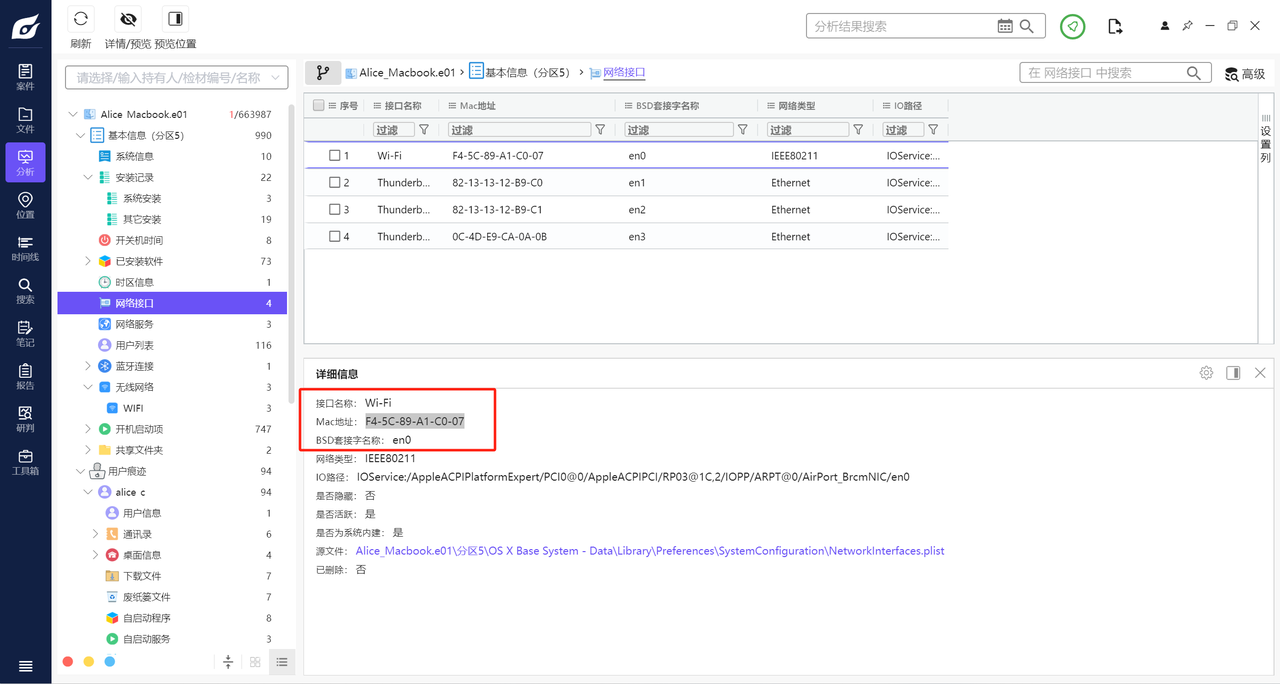 刷新
详情/预览 预览位置
分析结果搜索
案件
文件
分析
位置
时间线
搜索
笔记
报告
研判
工具箱
请选择/输入持有人/检材编号/名称
Alice_Macbook.e01 1/663987
基本信息（分区5） 990
系统信息 10
安装记录 22
系统安装 3
其它安装 19
开关机时间 8
已安装软件 73
时区信息 1
网络接口 4
网络服务 3
用户列表 116
蓝牙连接 1
无线网络 3
WIFI 3
开机启动项 747
共享文件夹 2
用户痕迹 94
alice c 94
用户信息 1
通讯录 6
桌面信息 4
下载文件 7
废纸篓文件 7
自启动程序 8
自启动服务 3
Alice_Macbook.e01 › 基本信息（分区5） › 网络接口
在 网络接口 中搜索
高级
序号 接口名称 Mac地址 BSD套接字名称 网络类型 IO路径
过滤 过滤 过滤 过滤 过滤
1 Wi-Fi F4-5C-89-A1-C0-07 en0 IEEE80211 IOService:...
2 Thunderb... 82-13-13-12-B9-C0 en1 Ethernet IOService:...
3 Thunderb... 82-13-13-12-B9-C1 en2 Ethernet IOService:...
4 Thunderb... 0C-4D-E9-CA-0A-0B en3 Ethernet IOService:...
设置列
详细信息
接口名称： Wi-Fi
Mac地址： F4-5C-89-A1-C0-07
BSD套接字名称： en0
网络类型： IEEE80211
IO路径： IOService:/AppleACPIPlatformExpert/PCI0@0/AppleACPIPCI/RP03@1C,2/IOPP/ARPT@0/AirPort_BrcmNIC/en0
是否隐藏： 否
是否活跃： 是
是否为系统内建： 是
源文件： Alice_Macbook.e01\分区5\OS X Base System - Data\Library\Preferences\SystemConfiguration\NetworkInterfaces.plist
已删除： 否